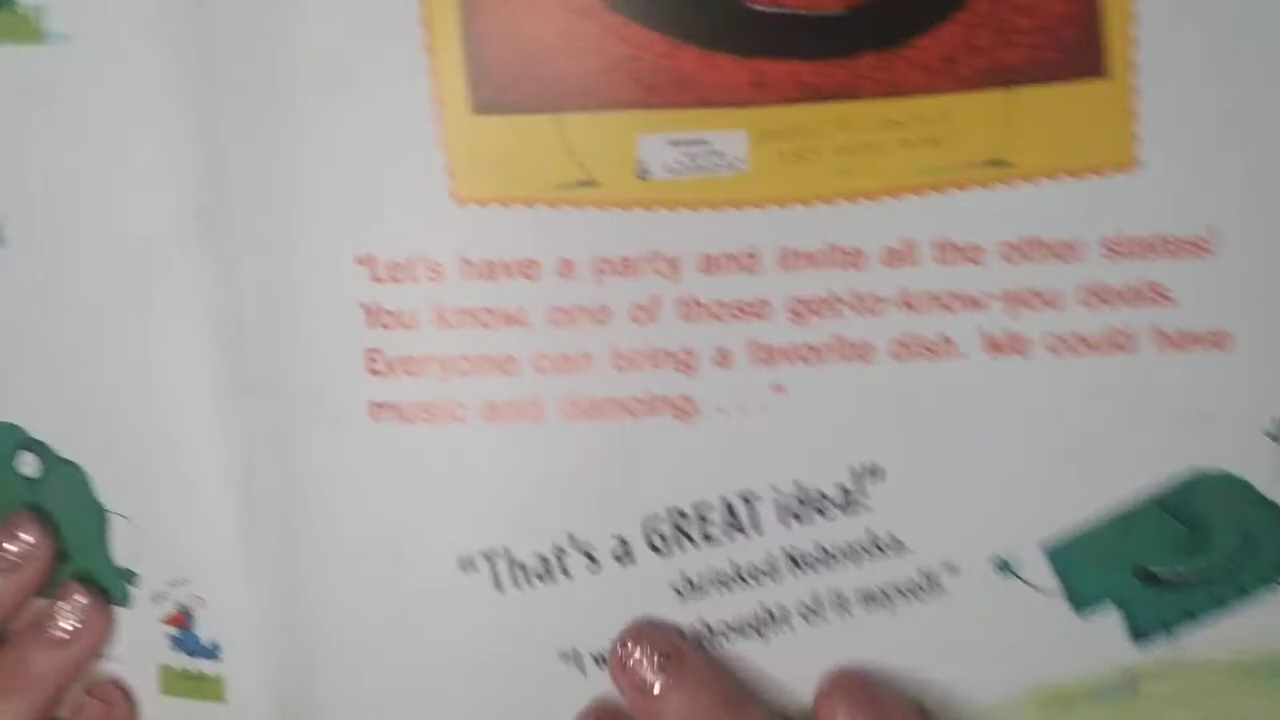 "Let's have a party and invite all the other states!
You know, one of those get-to-know-you deals.
Everyone can bring a favorite dish. We could have
music and dancing. . . ."
"That's a GREAT idea!"
shrieked Nebraska.
"I thought of it myself."